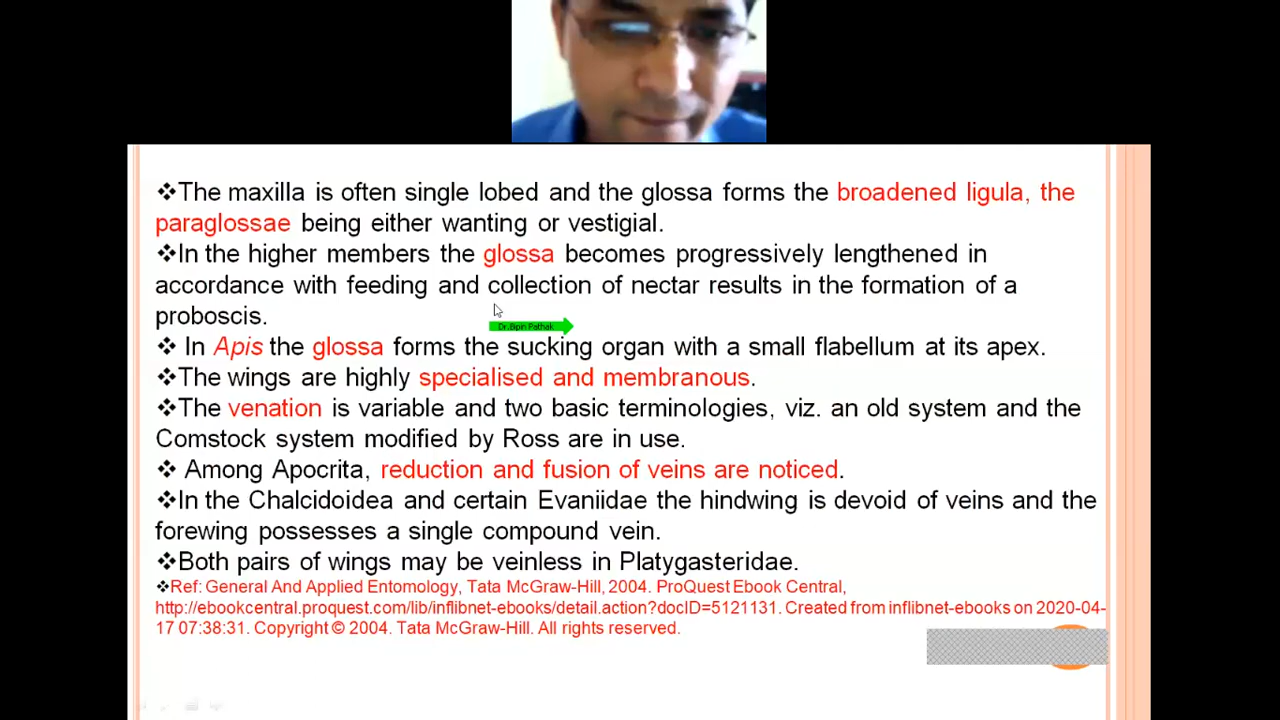 ❖The maxilla is often single lobed and the glossa forms the broadened ligula, the
paraglossae being either wanting or vestigial.
❖In the higher members the glossa becomes progressively lengthened in
accordance with feeding and collection of nectar results in the formation of a
proboscis.
Dr.Bipin Pathak
❖ In Apis the glossa forms the sucking organ with a small flabellum at its apex.
❖The wings are highly specialised and membranous.
❖The venation is variable and two basic terminologies, viz. an old system and the
Comstock system modified by Ross are in use.
❖ Among Apocrita, reduction and fusion of veins are noticed.
❖In the Chalcidoidea and certain Evaniidae the hindwing is devoid of veins and the
forewing possesses a single compound vein.
❖Both pairs of wings may be veinless in Platygasteridae.
❖Ref: General And Applied Entomology, Tata McGraw-Hill, 2004. ProQuest Ebook Central,
http://ebookcentral.proquest.com/lib/inflibnet-ebooks/detail.action?docID=5121131. Created from inflibnet-ebooks on 2020-04-
17 07:38:31. Copyright © 2004. Tata McGraw-Hill. All rights reserved.